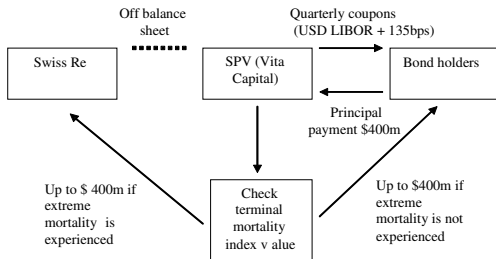 Off balance
sheet
Quarterly coupons
(USD LIBOR + 135bps)
Swiss Re
SPV (Vita
Capital)
Bond holders
Principal
payment $400m
Up to $ 400m if
extreme
mortality is
experienced
Check
terminal
mortality
index v alue
Up to $400m if
extreme
mortality is not
experienced